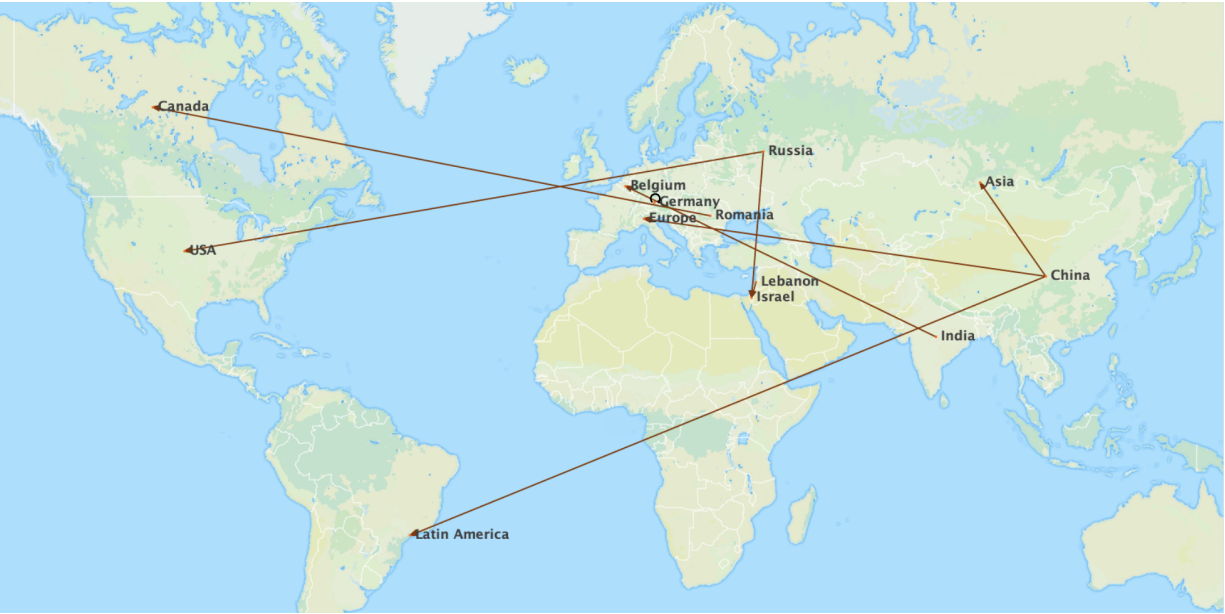 Canada
Russia
Asia
Belgium
Germany
Romania
Europe
USA
China
Lebanon
Israel
India
Latin America